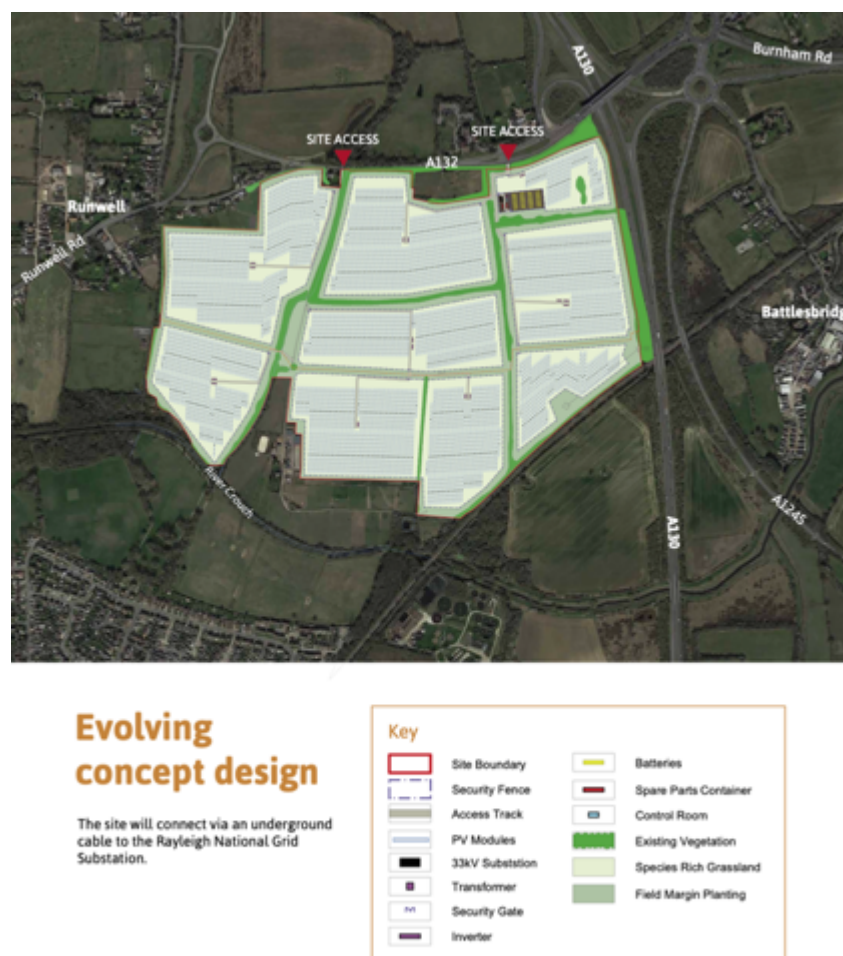 A130
Burnham Rd
SITE ACCESS
SITE ACCESS
A132
Runwell
Runwell Rd
Battlesbridg
River Crouch
A1245
A130
Evolving
concept design
The site will connect via an underground
cable to the Rayleigh National Grid
Substation.
Key
Site Boundary
Security Fence
Access Track
PV Modules
33kV Subststion
Transformer
Security Gate
Inverter
Batteries
Spare Parts Container
Control Room
Existing Vegetation
Species Rich Grassland
Field Margin Planting